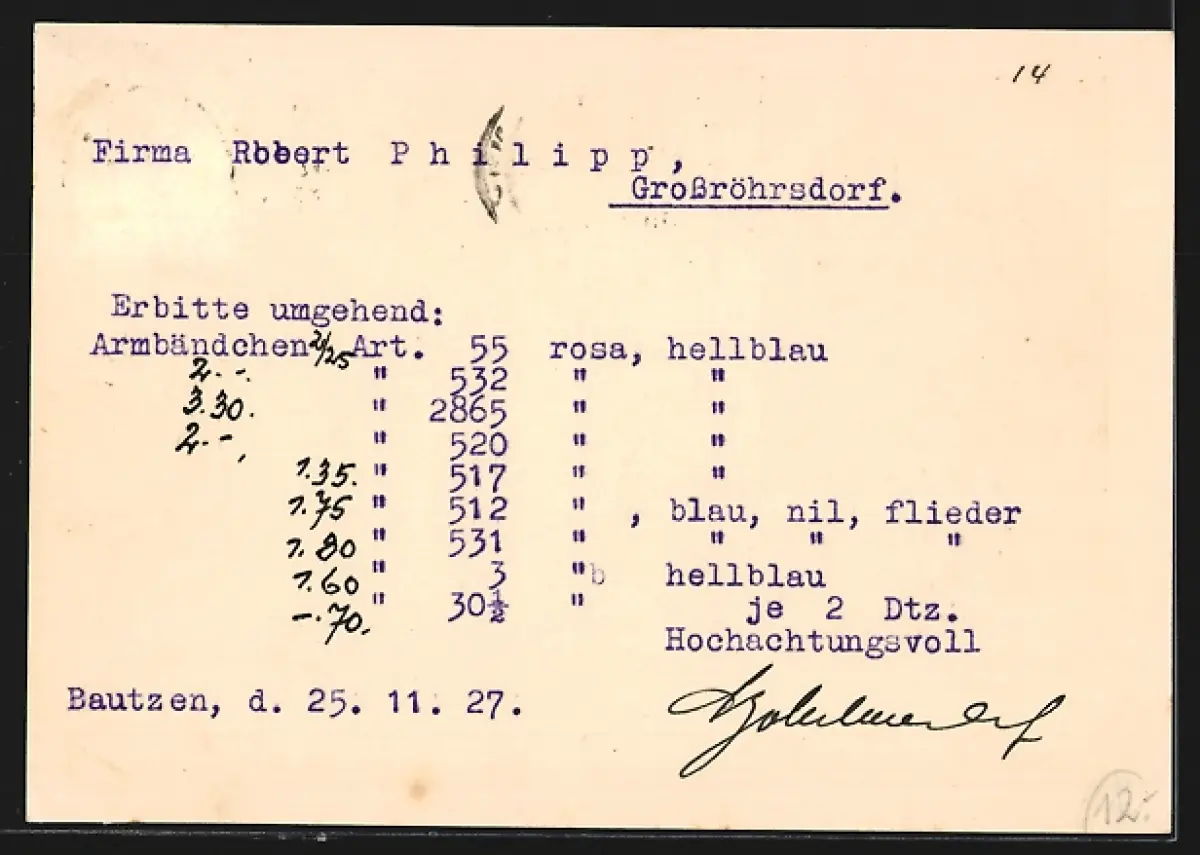 14
Firma Robert Philipp,
Großröhrsdorf.
Erbitte umgehend:
Armbändchen Art. 55 rosa, hellblau
2.-. " 532 " "
3.30. " 2865 " "
2.-, " 520 " "
1.35. " 517 " "
1.75 " 512 " , blau, nil, flieder
1.80 " 531 " " " "
1.60 " 3 "b hellblau
-.70. " 30½ " je 2 Dtz.
Hochachtungsvoll
Bautzen, d. 25. 11. 27.
12.-